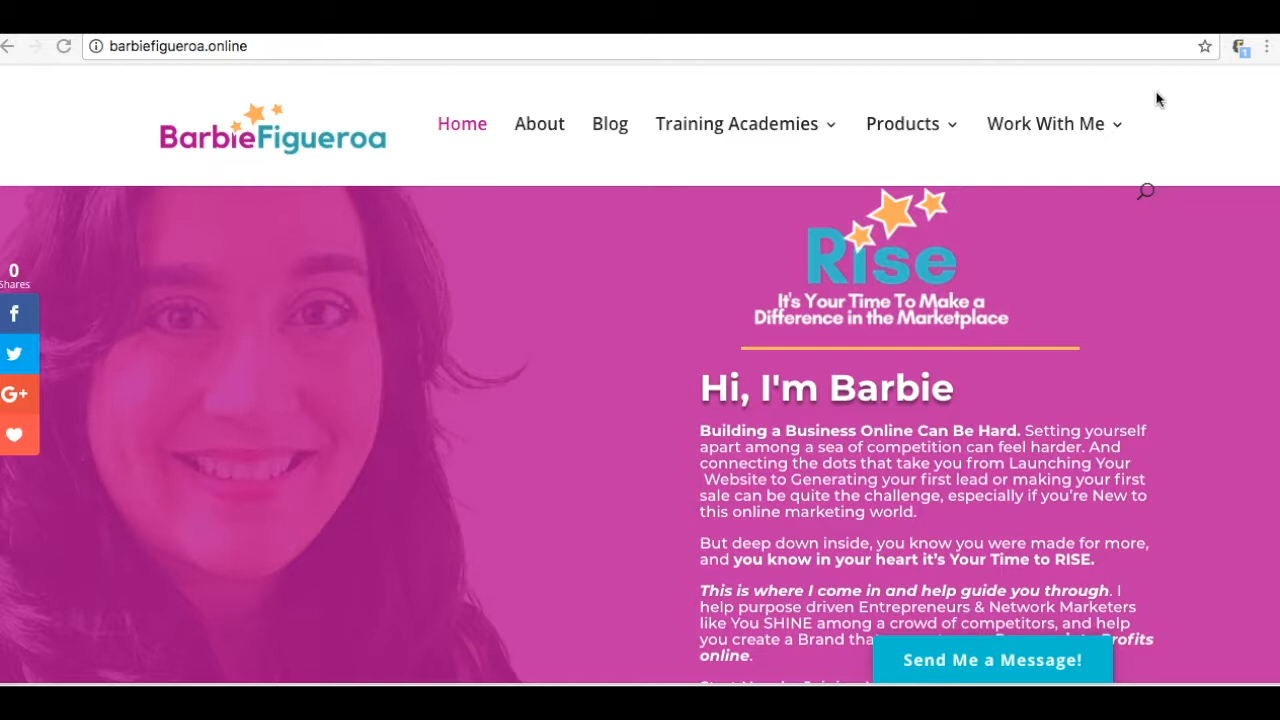 barbiefigueroa.online
BarbieFigueroa
Home About Blog Training Academies Products Work With Me
Rise
It's Your Time To Make a
Difference in the Marketplace
0
Shares
Hi, I'm Barbie
Building a Business Online Can Be Hard. Setting yourself
apart among a sea of competition can feel harder. And
connecting the dots that take you from Launching Your
Website to Generating your first lead or making your first
sale can be quite the challenge, especially if you're New to
this online marketing world.
But deep down inside, you know you were made for more,
and you know in your heart it's Your Time to RISE.
This is where I come in and help guide you through. I
help purpose driven Entrepreneurs & Network Marketers
like You SHINE among a crowd of competitors, and help
you create a Brand
online.
Send Me a Message!